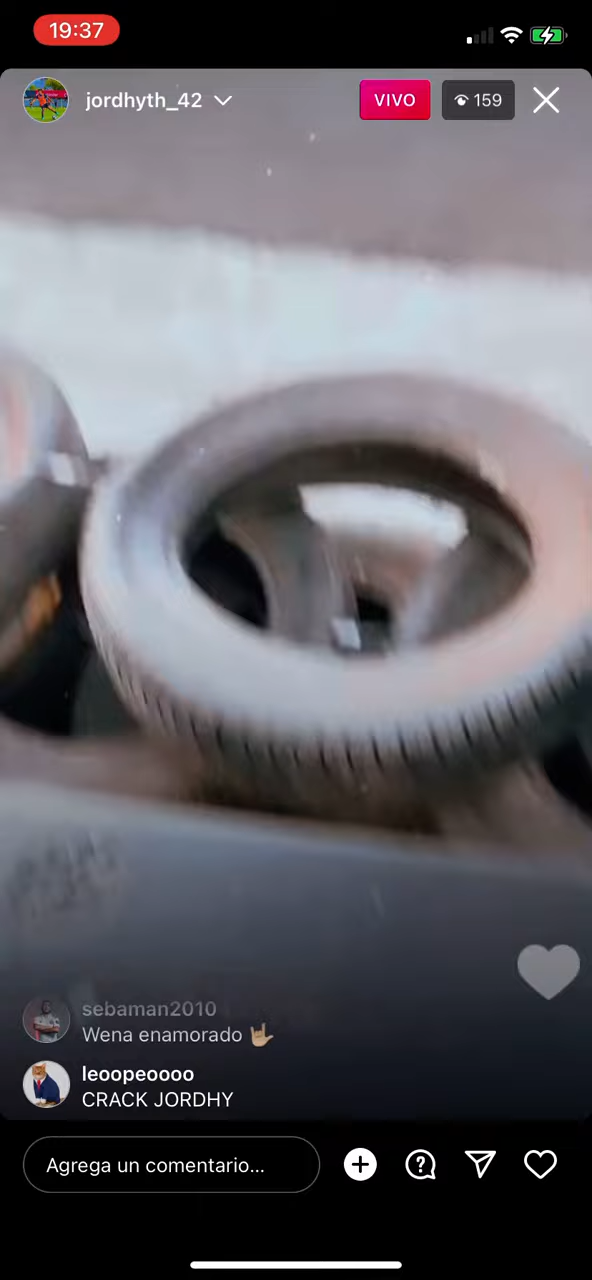 19:37
jordhyth_42
VIVO
159
sebaman2010
Wena enamorado 🤟🏼
leoopeoooo
CRACK JORDHY
Agrega un comentario...